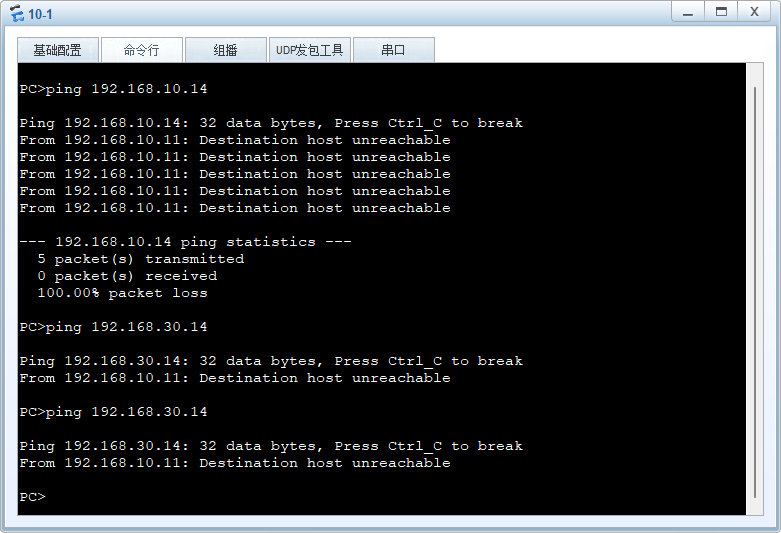 10-1
基础配置 命令行 组播 UDP发包工具 串口
PC>ping 192.168.10.14
Ping 192.168.10.14: 32 data bytes, Press Ctrl_C to break
From 192.168.10.11: Destination host unreachable
From 192.168.10.11: Destination host unreachable
From 192.168.10.11: Destination host unreachable
From 192.168.10.11: Destination host unreachable
From 192.168.10.11: Destination host unreachable
--- 192.168.10.14 ping statistics ---
5 packet(s) transmitted
0 packet(s) received
100.00% packet loss
PC>ping 192.168.30.14
Ping 192.168.30.14: 32 data bytes, Press Ctrl_C to break
From 192.168.10.11: Destination host unreachable
PC>ping 192.168.30.14
Ping 192.168.30.14: 32 data bytes, Press Ctrl_C to break
From 192.168.10.11: Destination host unreachable
PC>